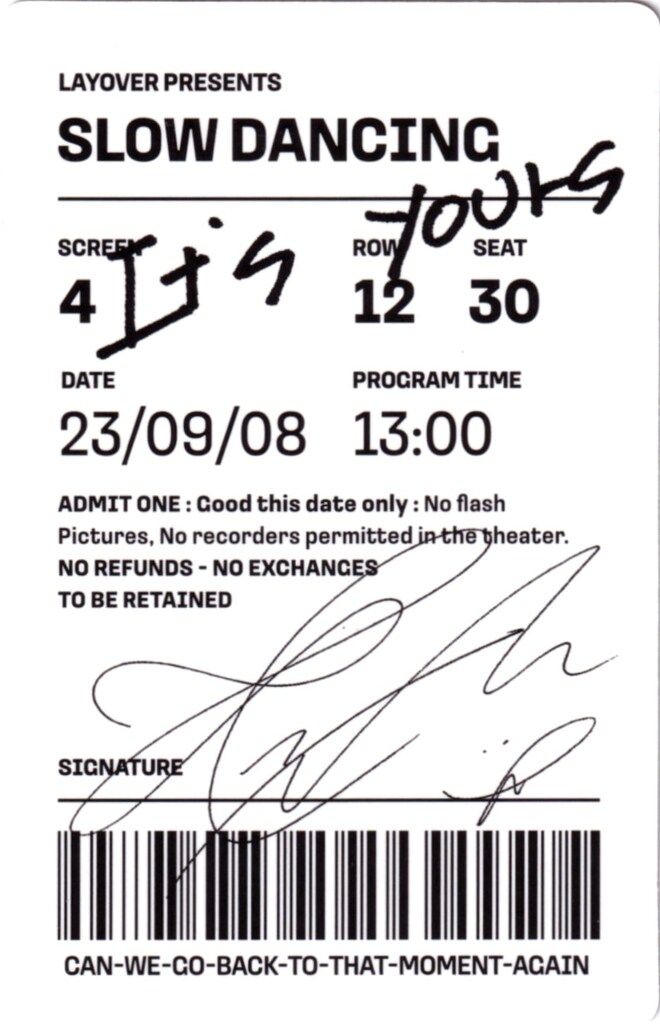 LAYOVER PRESENTS
SLOW DANCING
It's yours
SCREEN ROW SEAT
4 12 30
DATE PROGRAM TIME
23/09/08 13:00
ADMIT ONE : Good this date only : No flash
Pictures, No recorders permitted in the theater.
NO REFUNDS - NO EXCHANGES
TO BE RETAINED
SIGNATURE
CAN-WE-GO-BACK-TO-THAT-MOMENT-AGAIN